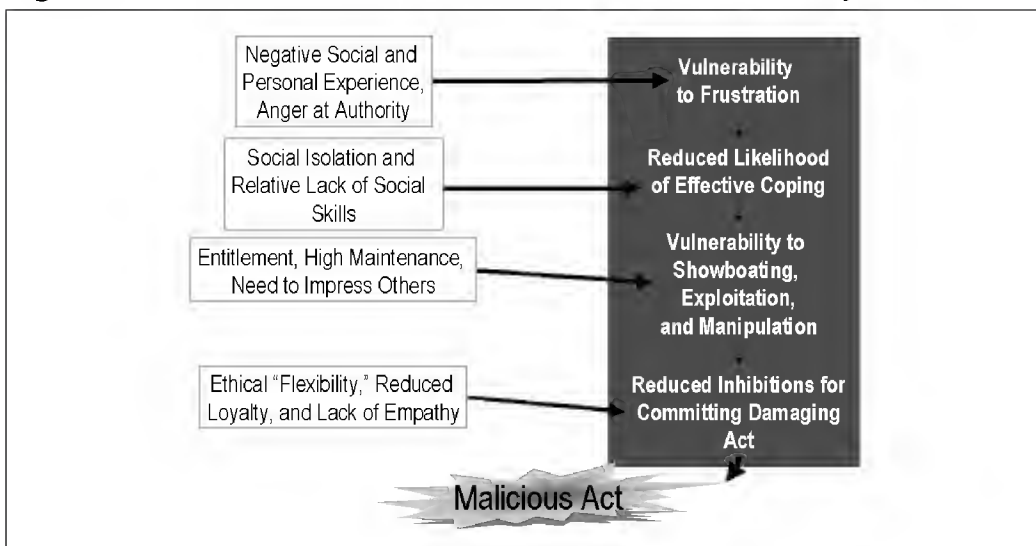 Negative Social and
Personal Experience,
Anger at Authority
Vulnerability
to Frustration
Social Isolation and
Relative Lack of Social
Skills
Reduced Likelihood
of Effective Coping
Entitlement, High Maintenance,
Need to Impress Others
Vulnerability to
Showboating,
Exploitation,
and Manipulation
Ethical “Flexibility,” Reduced
Loyalty, and Lack of Empathy
Reduced Inhibitions for
Committing Damaging
Act
Malicious Act